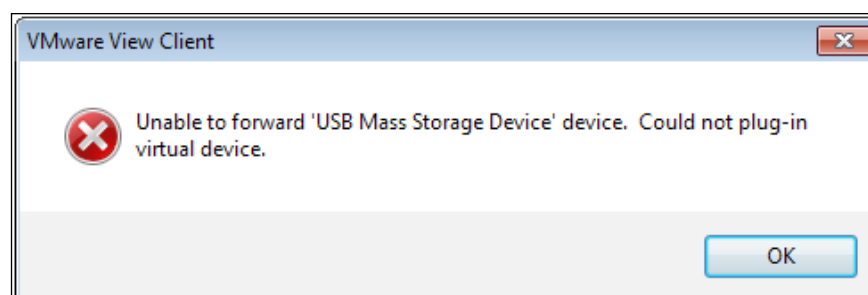 VMware View Client
Unable to forward 'USB Mass Storage Device' device.  Could not plug-in
virtual device.
OK